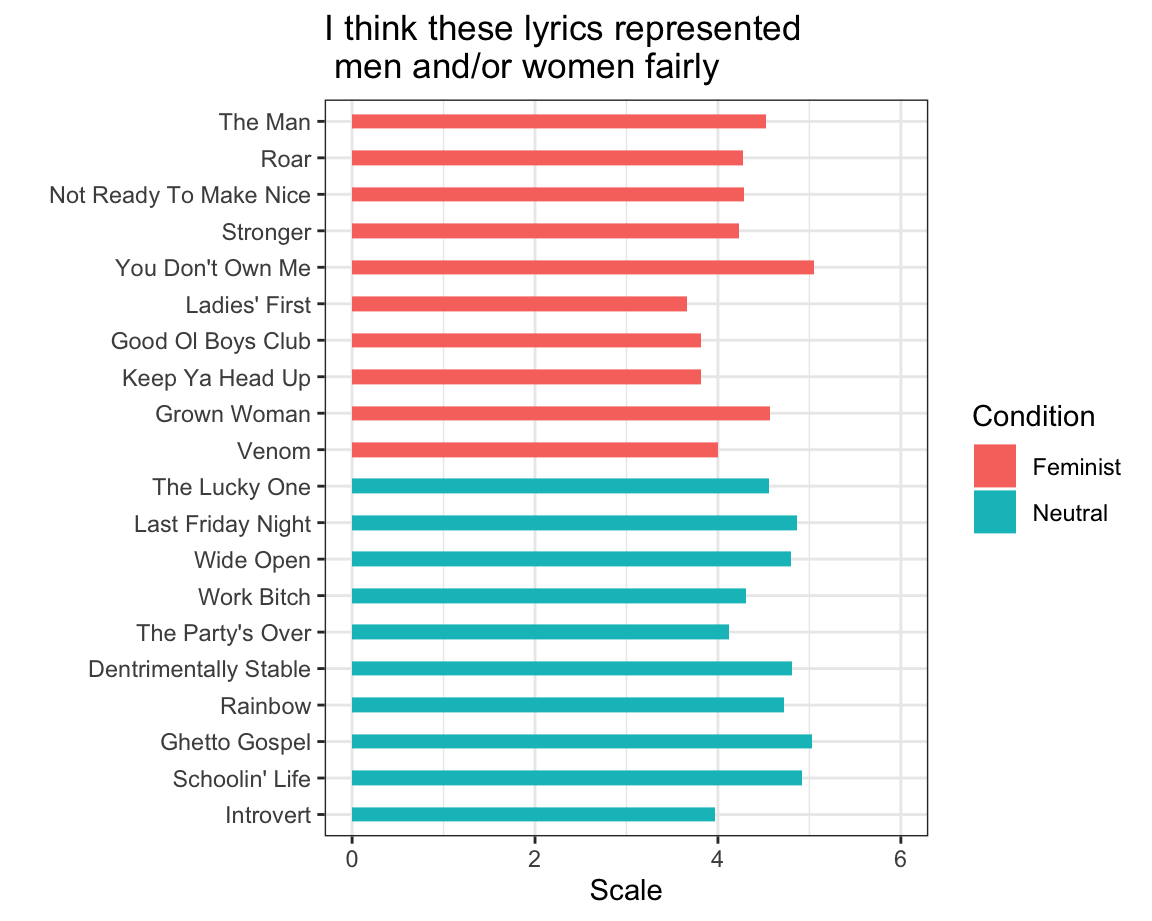 I think these lyrics represented
men and/or women fairly
The Man
Roar
Not Ready To Make Nice
Stronger
You Don't Own Me
Ladies' First
Good Ol Boys Club
Keep Ya Head Up
Grown Woman
Venom
The Lucky One
Last Friday Night
Wide Open
Work Bitch
The Party's Over
Dentrimentally Stable
Rainbow
Ghetto Gospel
Schoolin' Life
Introvert
0 2 4 6
Scale
Condition
Feminist
Neutral